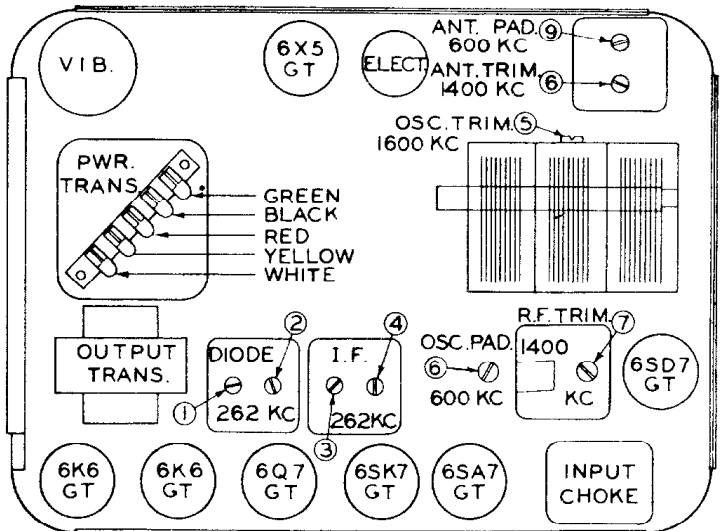 VIB.
6X5
GT
ELECT.
ANT. PAD. ⑨
600 KC
ANT. TRIM.
1400 KC ⑥
OSC. TRIM. ⑤
1600 KC
PWR.
TRANS.
GREEN
BLACK
RED
YELLOW
WHITE
OUTPUT
TRANS.
DIODE
②
①
262 KC
I.F.
④
③
262KC
OSC. PAD.
⑥
600 KC
R.F. TRIM.
1400
⑦
KC
6SD7
GT
6K6
GT
6K6
GT
6Q7
GT
6SK7
GT
6SA7
GT
INPUT
CHOKE